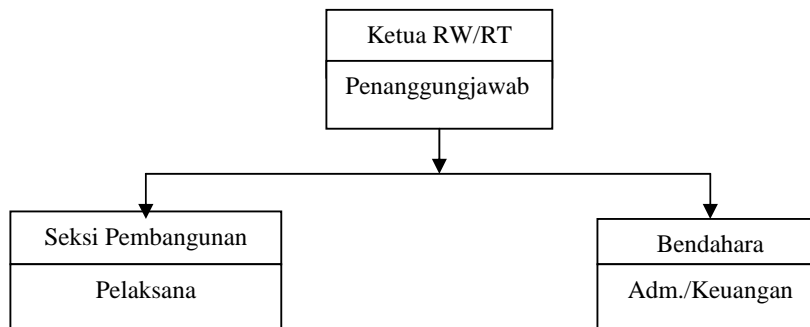 Ketua RW/RT
Penanggungjawab
Seksi Pembangunan
Pelaksana
Bendahara
Adm./Keuangan